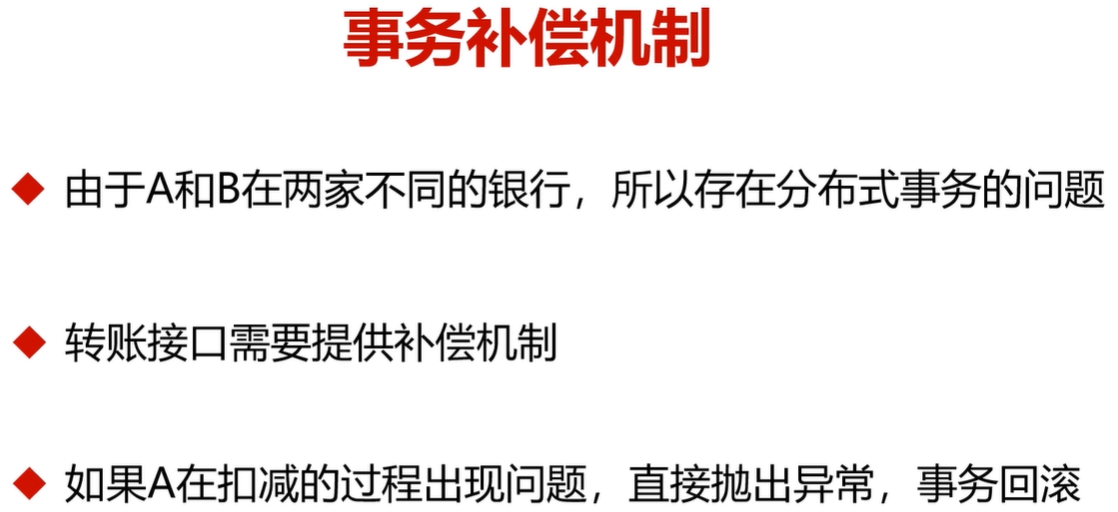 事务补偿机制
由于A和B在两家不同的银行，所以存在分布式事务的问题
转账接口需要提供补偿机制
如果A在扣减的过程出现问题，直接抛出异常，事务回滚